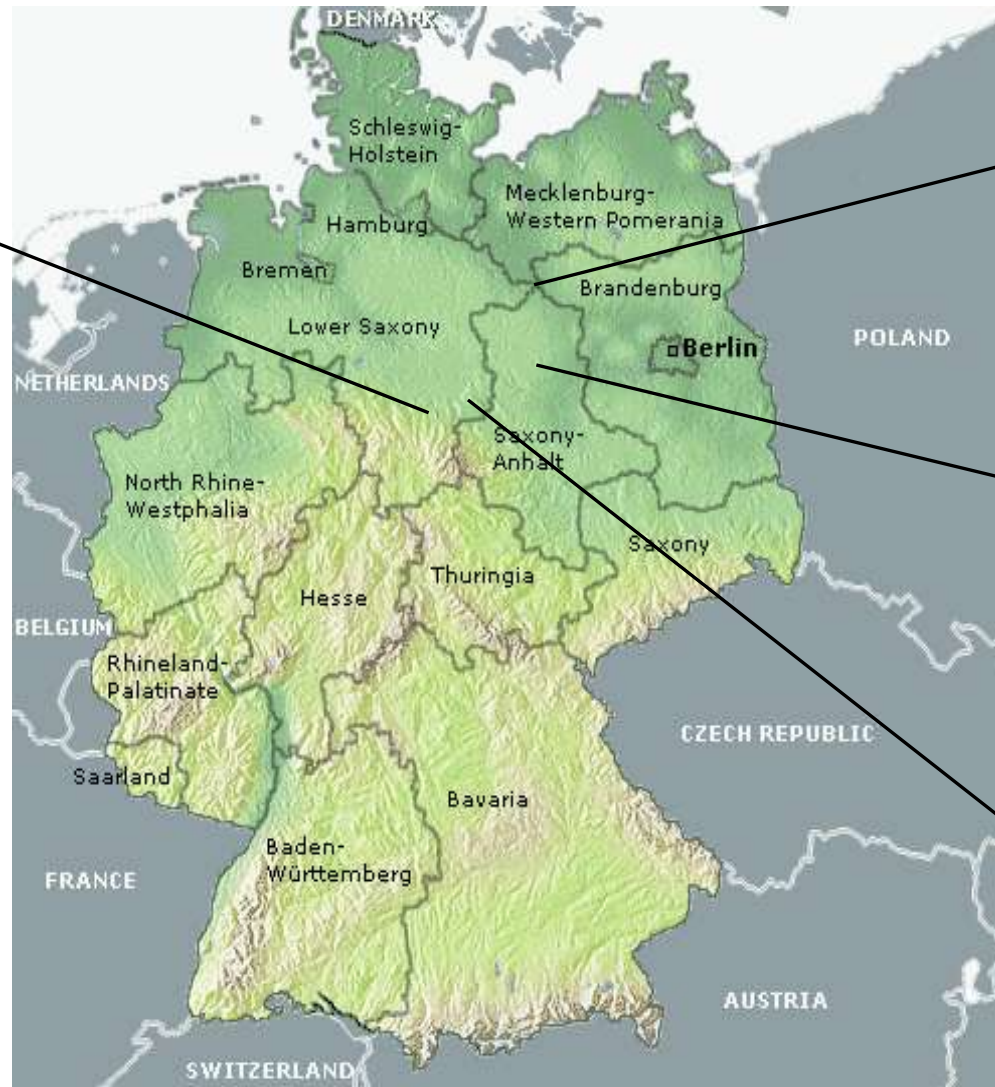 DENMARK
Schleswig-
Holstein
Mecklenburg-
Western Pomerania
Hamburg
Bremen
Brandenburg
Lower Saxony
Berlin
POLAND
NETHERLANDS
Saxony-
Anhalt
North Rhine-
Westphalia
Saxony
Thuringia
Hesse
BELGIUM
Rhineland-
Palatinate
CZECH REPUBLIC
Saarland
Bavaria
Baden-
Württemberg
FRANCE
AUSTRIA
SWITZERLAND